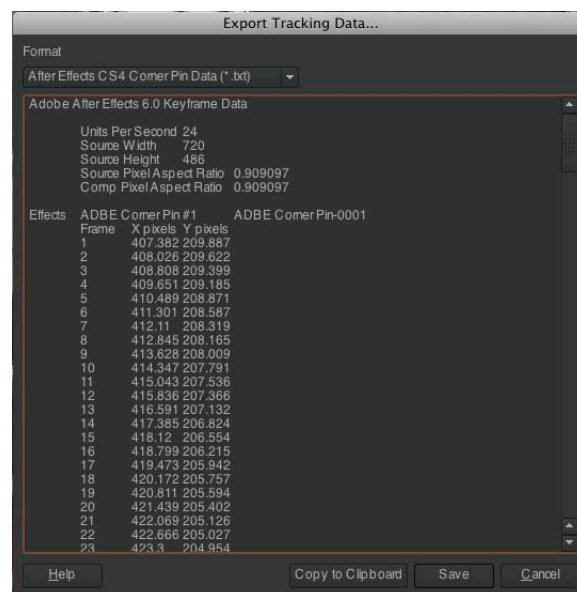 Export Tracking Data...
Format
After Effects CS4 Corner Pin Data (*.txt)
Adobe After Effects 6.0 Keyframe Data
Units Per Second 24
Source Width 720
Source Height 486
Source Pixel Aspect Ratio 0.909097
Comp Pixel Aspect Ratio 0.909097
Effects ADBE Corner Pin #1 ADBE Corner Pin-0001
Frame X pixels Y pixels
1 407.382 209.887
2 408.026 209.622
3 408.808 209.399
4 409.651 209.185
5 410.489 208.871
6 411.301 208.587
7 412.11 208.319
8 412.845 208.165
9 413.628 208.009
10 414.347 207.791
11 415.043 207.536
12 415.836 207.366
13 416.591 207.132
14 417.385 206.824
15 418.12 206.554
16 418.799 206.215
17 419.473 205.942
18 420.172 205.757
19 420.811 205.594
20 421.439 205.402
21 422.069 205.126
22 422.666 205.027
23 423.3 204.954
Help Copy to Clipboard Save Cancel